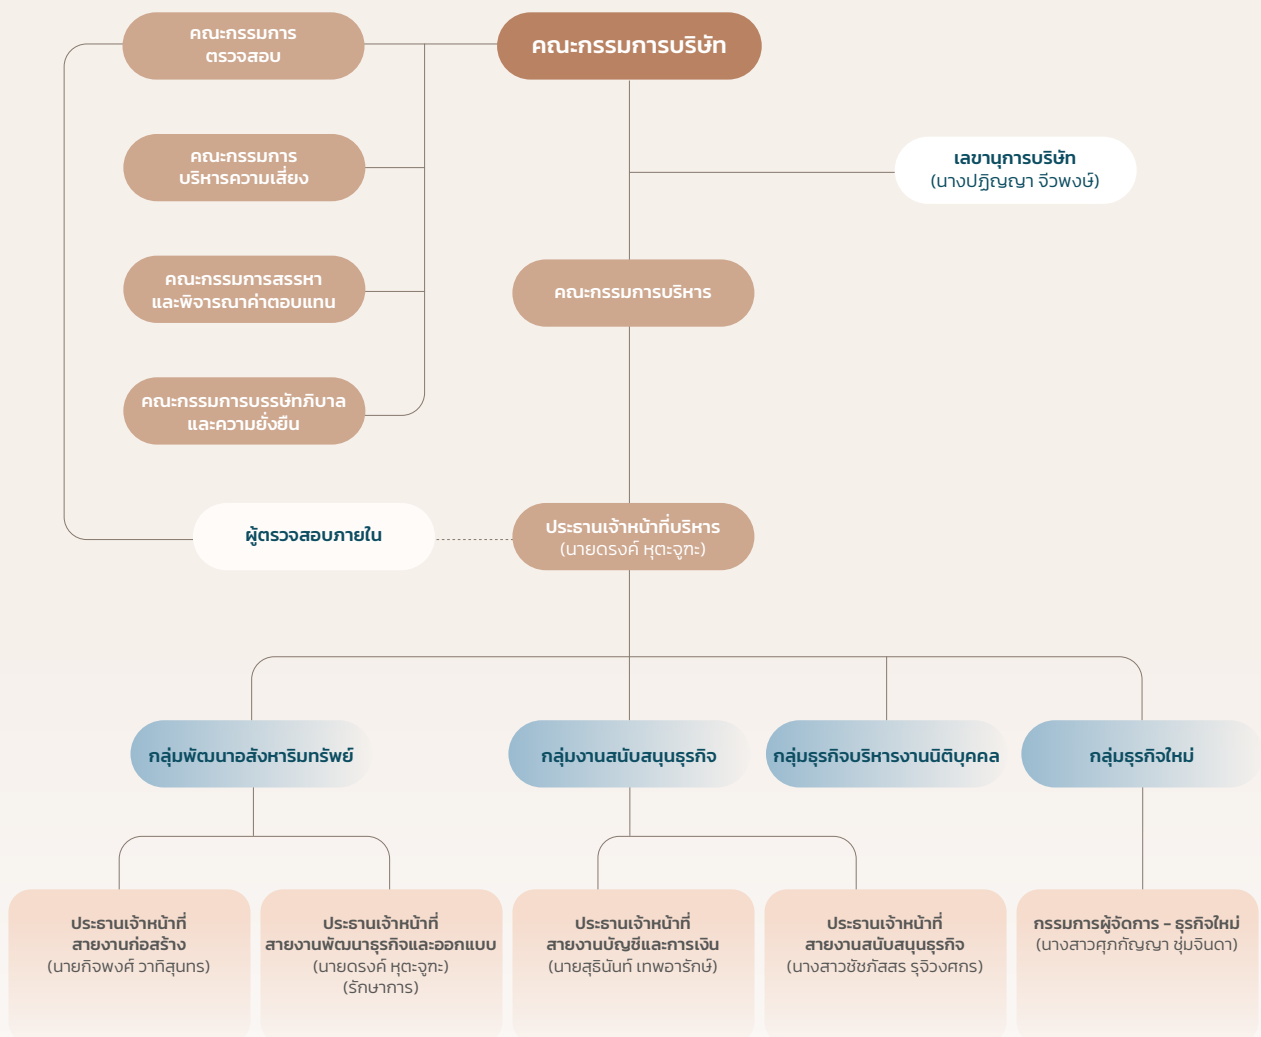 คณะกรรมการ
ตรวจสอบ
คณะกรรมการบริษัท
คณะกรรมการ
บริหารความเสี่ยง
เลขานุการบริษัท
(นางปฏิญญา จีวพงษ์)
คณะกรรมการสรรหา
และพิจารณาค่าตอบแทน
คณะกรรมการบริหาร
คณะกรรมการบรรษัทภิบาล
และความยั่งยืน
ผู้ตรวจสอบภายใน
ประธานเจ้าหน้าที่บริหาร
(นายดรงค์ หุตะจูฑะ)
กลุ่มพัฒนาอสังหาริมทรัพย์
กลุ่มงานสนับสนุนธุรกิจ
กลุ่มธุรกิจบริหารงานนิติบุคคล
กลุ่มธุรกิจใหม่
ประธานเจ้าหน้าที่
สายงานก่อสร้าง
(นายกิจพงศ์ วาทิสุนทร)
ประธานเจ้าหน้าที่
สายงานพัฒนาธุรกิจและออกแบบ
(นายดรงค์ หุตะจูฑะ)
(รักษาการ)
ประธานเจ้าหน้าที่
สายงานบัญชีและการเงิน
(นายสุธินันท์ เทพอารักษ์)
ประธานเจ้าหน้าที่
สายงานสนับสนุนธุรกิจ
(นางสาวชัชภัสสร รุจิวงศกร)
กรรมการผู้จัดการ - ธุรกิจใหม่
(นางสาวศุภกัญญา ชุ่มจินดา)